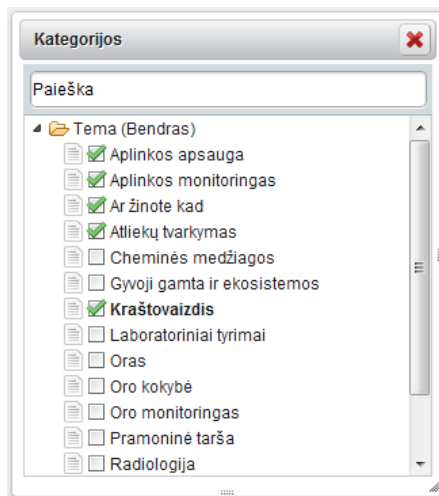 Kategorijos
Paieška
Tema (Bendras)
Aplinkos apsauga
Aplinkos monitoringas
Ar žinote kad
Atliekų tvarkymas
Cheminės medžiagos
Gyvoji gamta ir ekosistemos
Kraštovaizdis
Laboratoriniai tyrimai
Oras
Oro kokybė
Oro monitoringas
Pramoninė tarša
Radiologija